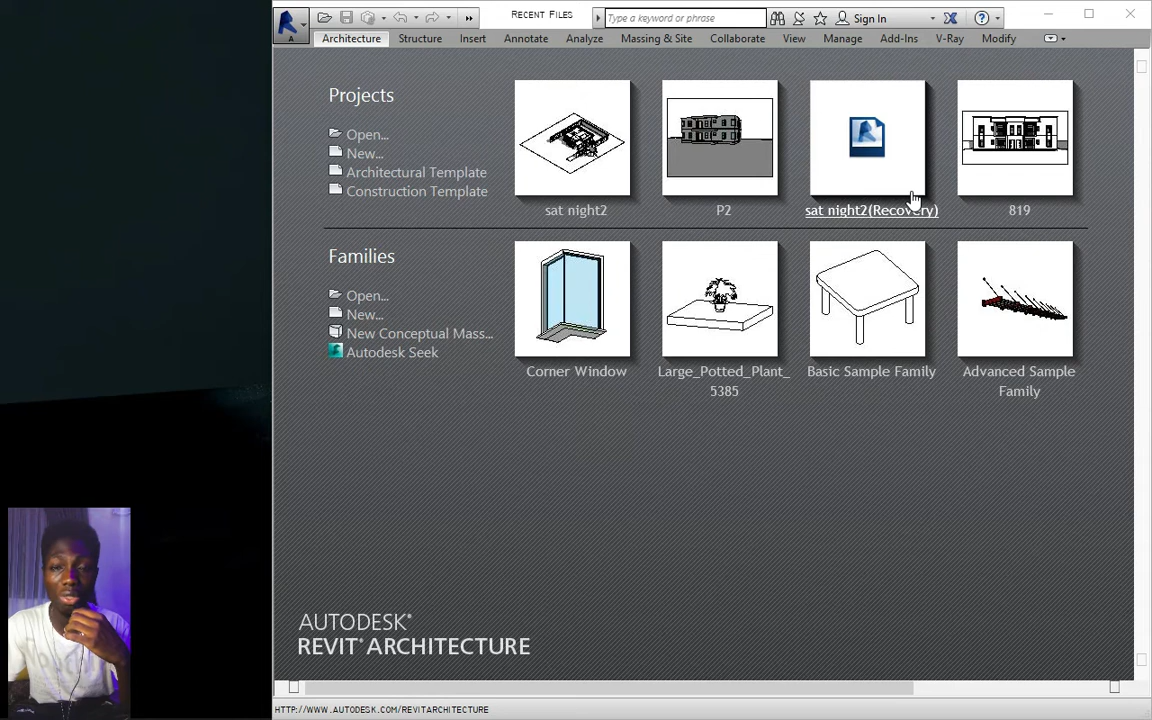 RECENT FILES
Type a keyword or phrase
Sign In
A
Architecture
Structure
Insert
Annotate
Analyze
Massing & Site
Collaborate
View
Manage
Add-Ins
V-Ray
Modify
Projects
Open...
New...
Architectural Template
Construction Template
sat night2
P2
sat night2(Recovery)
819
Families
Open...
New...
New Conceptual Mass...
Autodesk Seek
Corner Window
Large_Potted_Plant_
5385
Basic Sample Family
Advanced Sample
Family
AUTODESK®
REVIT® ARCHITECTURE
HTTP://WWW.AUTODESK.COM/REVITARCHITECTURE